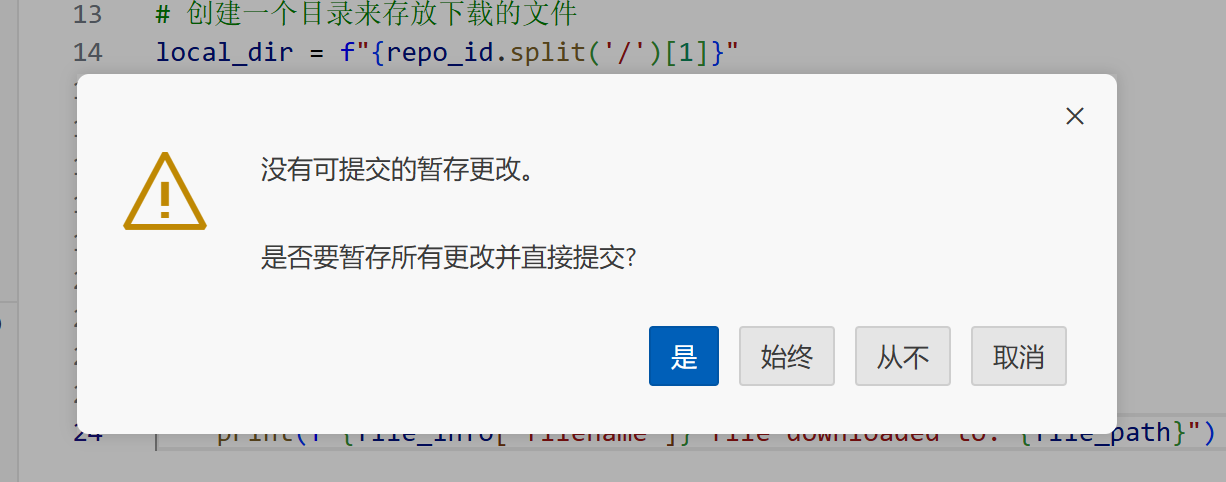 13 # 创建一个目录来存放下载的文件
14 local_dir = f"{repo_id.split('/')[1]}"
没有可提交的暂存更改。
是否要暂存所有更改并直接提交?
是 始终 从不 取消
24 print(f"{file_info['filename']} file downloaded to: {file_path}")